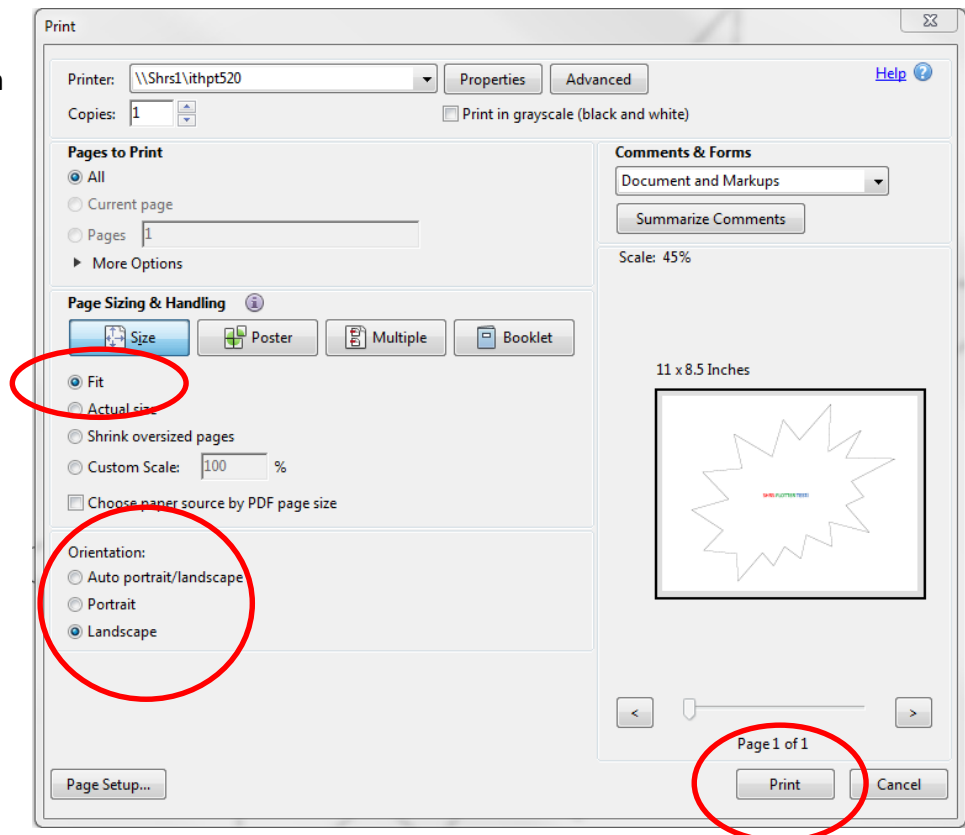 Print
n
Printer: \\Shrs1\ithpt520 Properties Advanced Help ?
Copies: 1 Print in grayscale (black and white)
Pages to Print
All
Current page
Pages 1
More Options
Comments & Forms
Document and Markups
Summarize Comments
Scale: 45%
Page Sizing & Handling i
Size Poster Multiple Booklet
Fit
Actual size
Shrink oversized pages
Custom Scale: 100 %
Choose paper source by PDF page size
Orientation:
Auto portrait/landscape
Portrait
Landscape
11 x 8.5 Inches
SHRS PLOTTER
< >
Page 1 of 1
Page Setup... Print Cancel